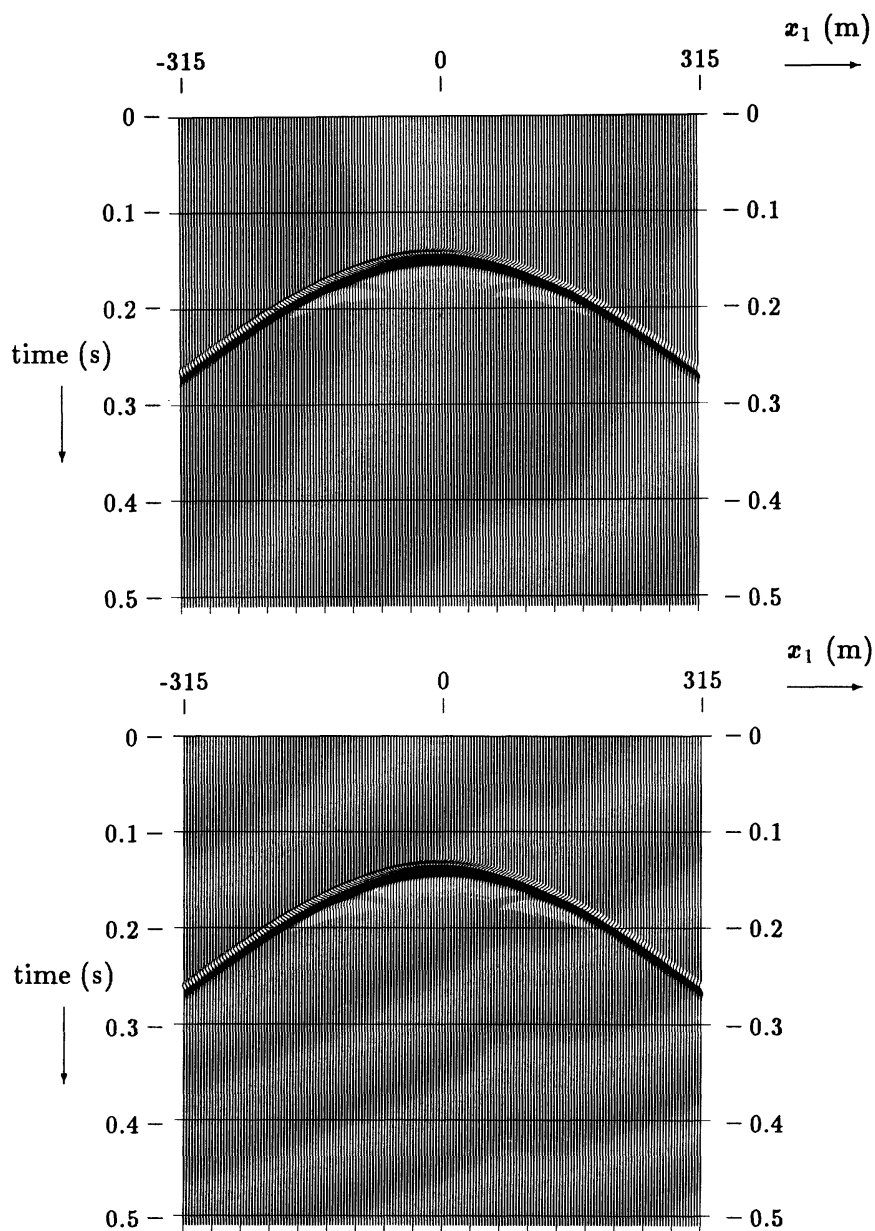 x₁ (m)
-315 0 315
0 – – 0
0.1 – – 0.1
0.2 – – 0.2
time (s)
0.3 – – 0.3
0.4 – – 0.4
0.5 – – 0.5
x₁ (m)
-315 0 315
0 – – 0
0.1 – – 0.1
0.2 – – 0.2
time (s)
0.3 – – 0.3
0.4 – – 0.4
0.5 – – 0.5